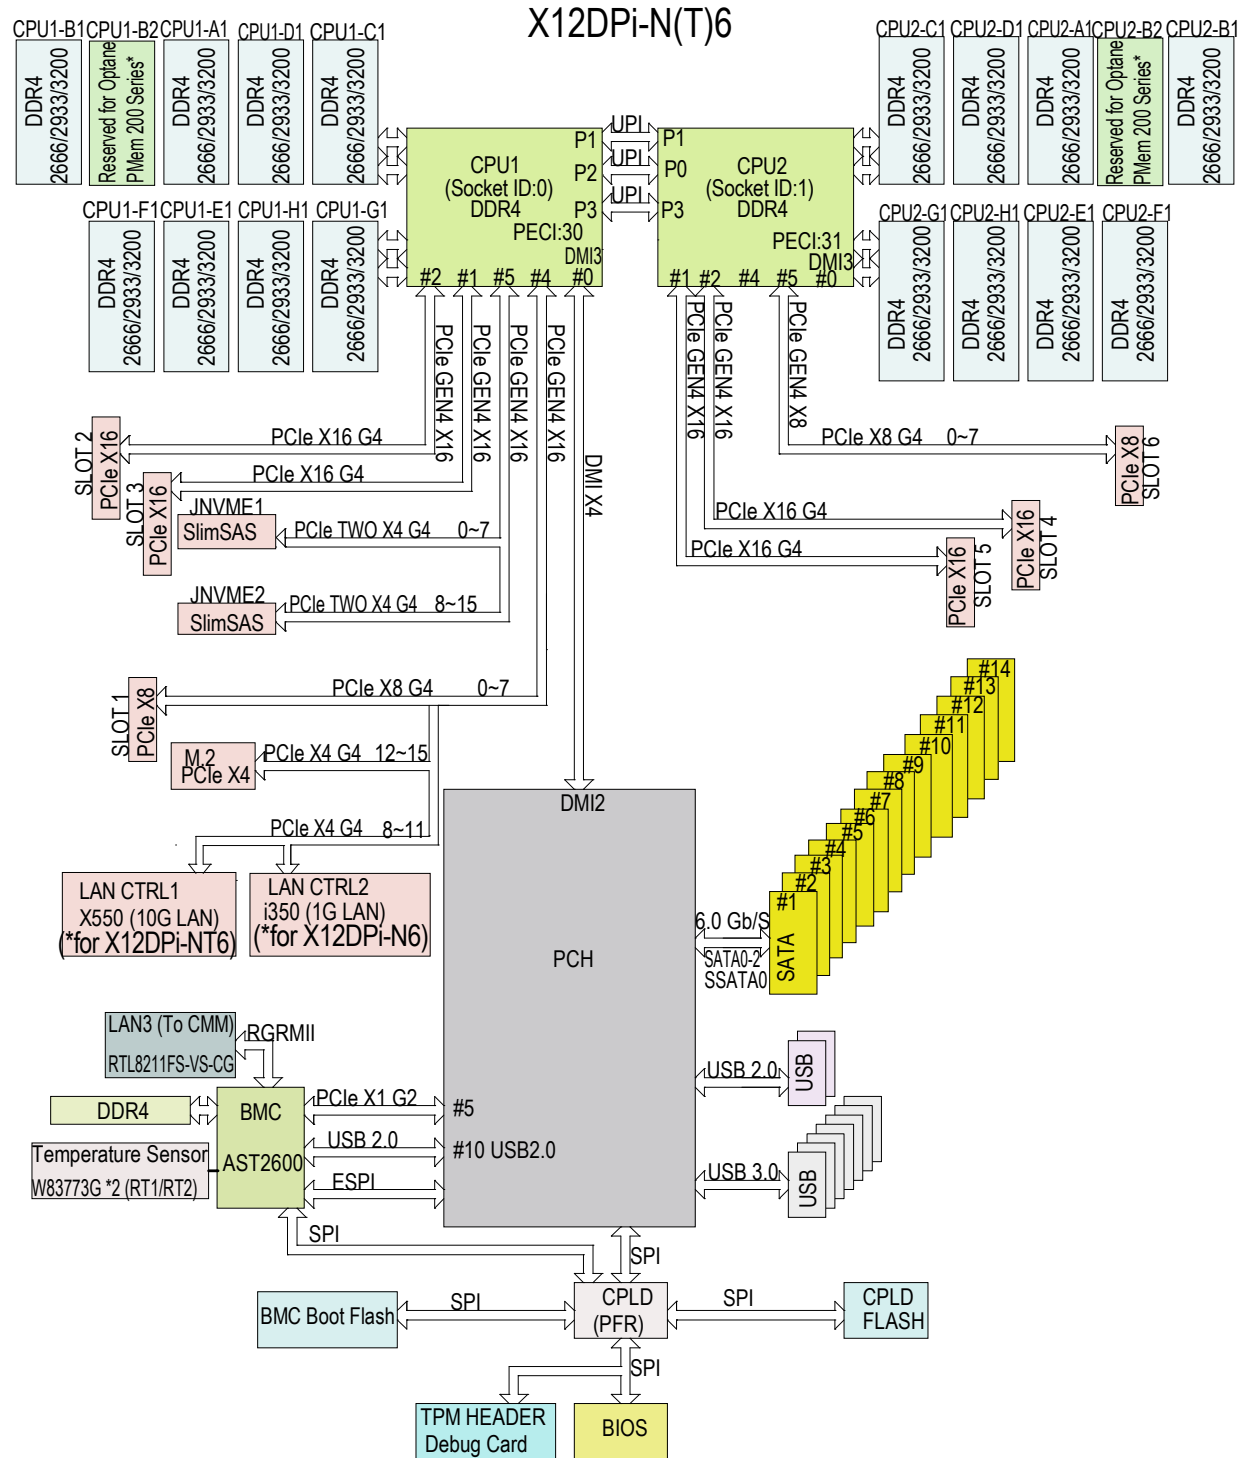 X12DPi-N(T)6
CPU1-B1
CPU1-B2
CPU1-A1
CPU1-D1
CPU1-C1
DDR4
2666/2933/3200
Reserved for Optane
PMem 200 Series*
DDR4
2666/2933/3200
DDR4
2666/2933/3200
DDR4
2666/2933/3200
CPU2-C1
CPU2-D1
CPU2-A1
CPU2-B2
CPU2-B1
DDR4
2666/2933/3200
DDR4
2666/2933/3200
DDR4
2666/2933/3200
Reserved for Optane
PMem 200 Series*
DDR4
2666/2933/3200
CPU1-F1
CPU1-E1
CPU1-H1
CPU1-G1
DDR4
2666/2933/3200
DDR4
2666/2933/3200
DDR4
2666/2933/3200
DDR4
2666/2933/3200
CPU2-G1
CPU2-H1
CPU2-E1
CPU2-F1
DDR4
2666/2933/3200
DDR4
2666/2933/3200
DDR4
2666/2933/3200
DDR4
2666/2933/3200
CPU1
(Socket ID:0)
DDR4
P1
P2
P3
PECI:30
DMI3
#2
#1
#5
#4
#0
UPI
UPI
UPI
P1
P0
P3
CPU2
(Socket ID:1)
DDR4
PECI:31
DMI3
#1
#2
#4
#5
#0
PCIe GEN4 X16
PCIe GEN4 X16
PCIe GEN4 X16
PCIe GEN4 X16
DMI X4
PCIe GEN4 X16
PCIe GEN4 X16
PCIe GEN4 X8
SLOT 2
PCIe X16
PCIe X16 G4
SLOT 3
PCIe X16
PCIe X16 G4
JNVME1
SlimSAS
PCIe TWO X4 G4 0~7
JNVME2
SlimSAS
PCIe TWO X4 G4 8~15
PCIe X8 G4 0~7
PCIe X8
SLOT 6
PCIe X16 G4
PCIe X16
SLOT 4
PCIe X16 G4
PCIe X16
SLOT 5
SLOT 1
PCIe X8
PCIe X8 G4 0~7
M.2
PCIe X4
PCIe X4 G4 12~15
PCIe X4 G4 8~11
LAN CTRL1
X550 (10G LAN)
(*for X12DPi-NT6)
LAN CTRL2
i350 (1G LAN)
(*for X12DPi-N6)
DMI2
PCH
#5
#10 USB2.0
#14
#13
#12
#11
#10
#9
#8
#7
#6
#5
#4
#3
#2
#1
SATA
6.0 Gb/S
SATA0-2
SSATA0
USB 2.0
USB
USB 3.0
USB
LAN3 (To CMM)
RTL8211FS-VS-CG
RGRMII
DDR4
BMC
AST2600
Temperature Sensor
W83773G *2 (RT1/RT2)
PCIe X1 G2
USB 2.0
ESPI
SPI
SPI
BMC Boot Flash
SPI
CPLD
(PFR)
SPI
CPLD
FLASH
SPI
TPM HEADER
Debug Card
BIOS